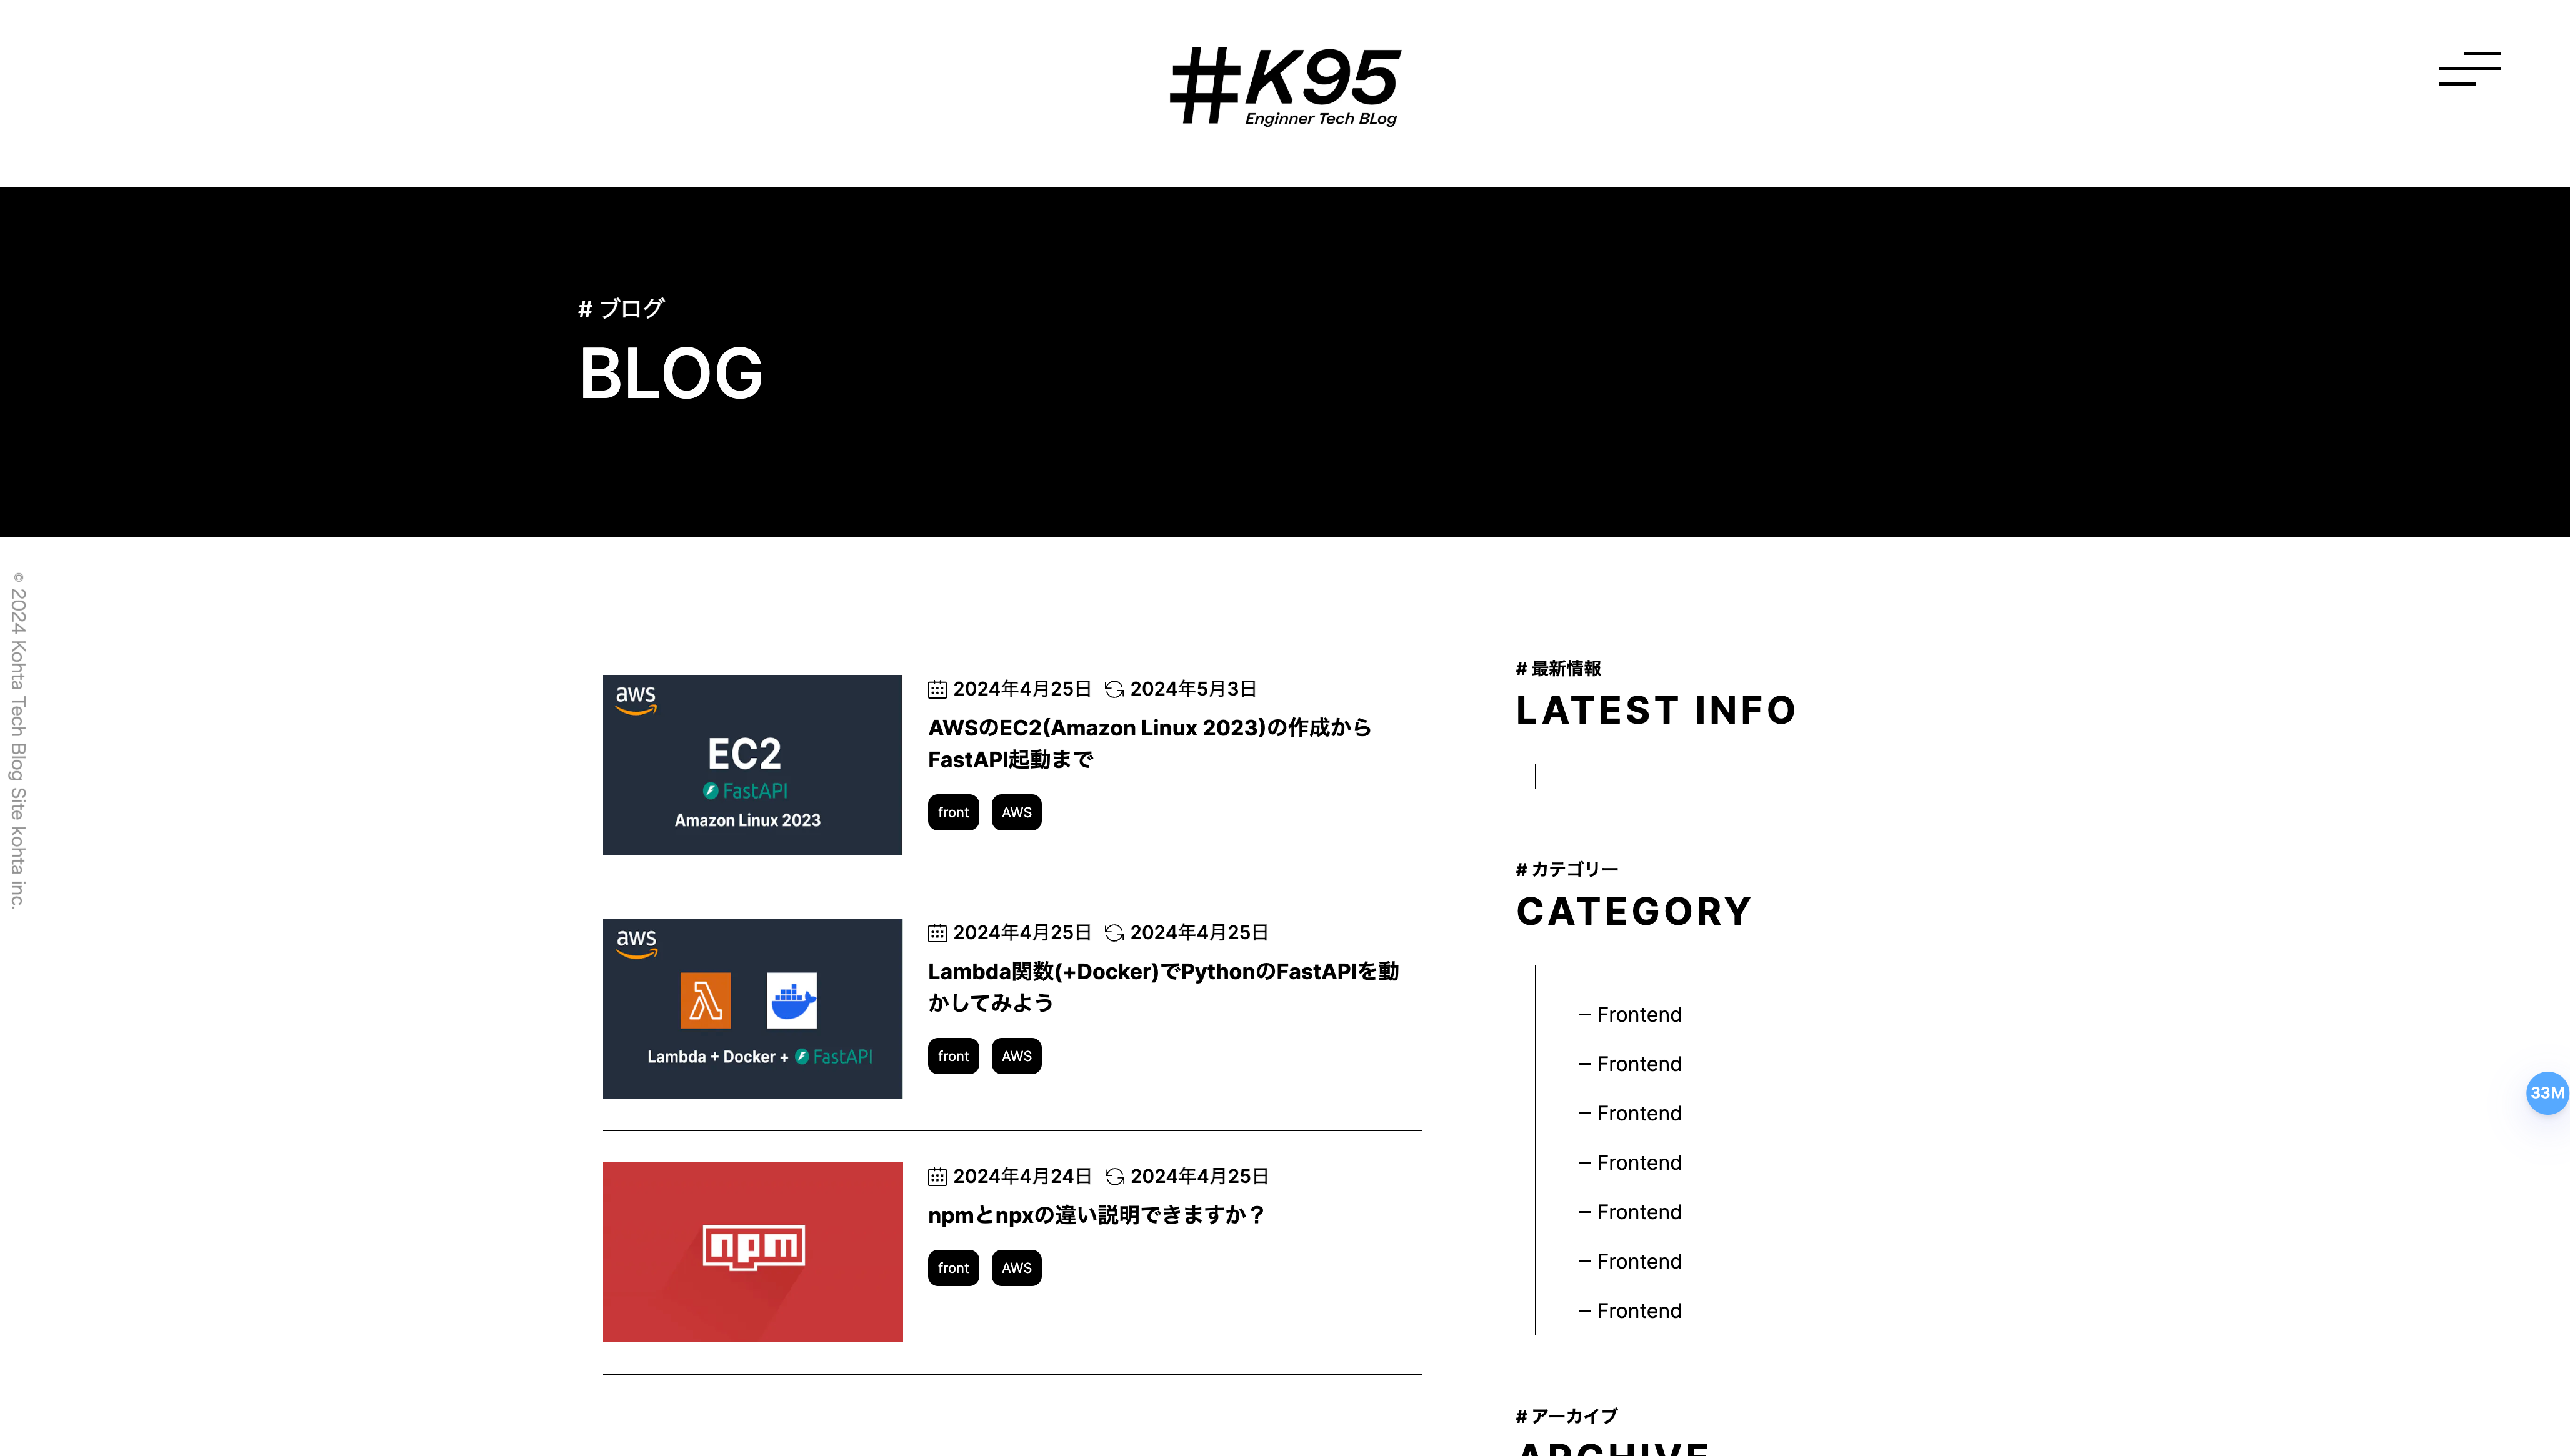 #K95
Enginner Tech BLog
# ブログ
BLOG
© 2024 Kohta Tech Blog Site kohta inc.
aws
EC2
FastAPI
Amazon Linux 2023
2024年4月25日 2024年5月3日
AWSのEC2(Amazon Linux 2023)の作成から
FastAPI起動まで
front AWS
aws
Lambda + Docker + FastAPI
2024年4月25日 2024年4月25日
Lambda関数(+Docker)でPythonのFastAPIを動
かしてみよう
front AWS
npm
2024年4月24日 2024年4月25日
npmとnpxの違い説明できますか？
front AWS
# 最新情報
LATEST INFO
# カテゴリー
CATEGORY
– Frontend
– Frontend
– Frontend
– Frontend
– Frontend
– Frontend
– Frontend
# アーカイブ
ARCHIVE
33M